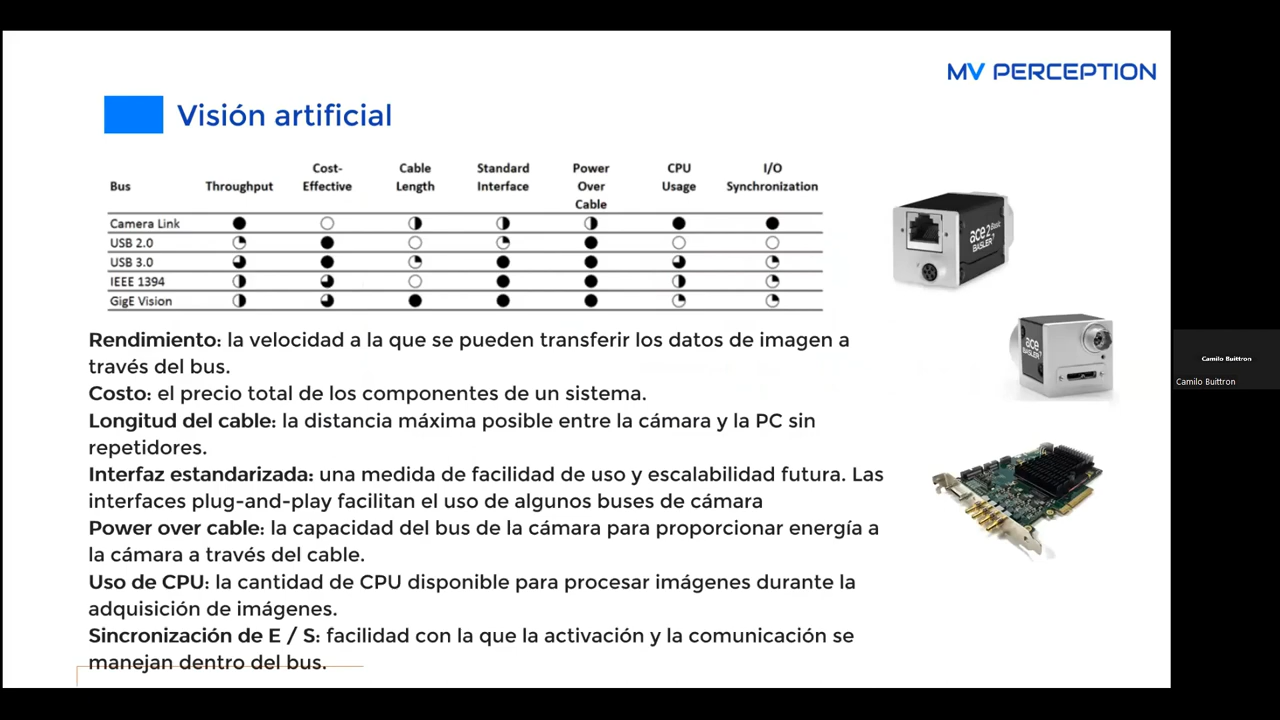 MV PERCEPTION
Visión artificial
Bus Throughput Cost-Effective Cable Length Standard Interface Power Over Cable CPU Usage I/O Synchronization
Camera Link
USB 2.0
USB 3.0
IEEE 1394
GigE Vision
Rendimiento: la velocidad a la que se pueden transferir los datos de imagen a
través del bus.
Costo: el precio total de los componentes de un sistema.
Longitud del cable: la distancia máxima posible entre la cámara y la PC sin
repetidores.
Interfaz estandarizada: una medida de facilidad de uso y escalabilidad futura. Las
interfaces plug-and-play facilitan el uso de algunos buses de cámara
Power over cable: la capacidad del bus de la cámara para proporcionar energía a
la cámara a través del cable.
Uso de CPU: la cantidad de CPU disponible para procesar imágenes durante la
adquisición de imágenes.
Sincronización de E / S: facilidad con la que la activación y la comunicación se
manejan dentro del bus.
ace 2 Basic
BASLER
ace
BASLER
Camilo Buittron
Camilo Buittron